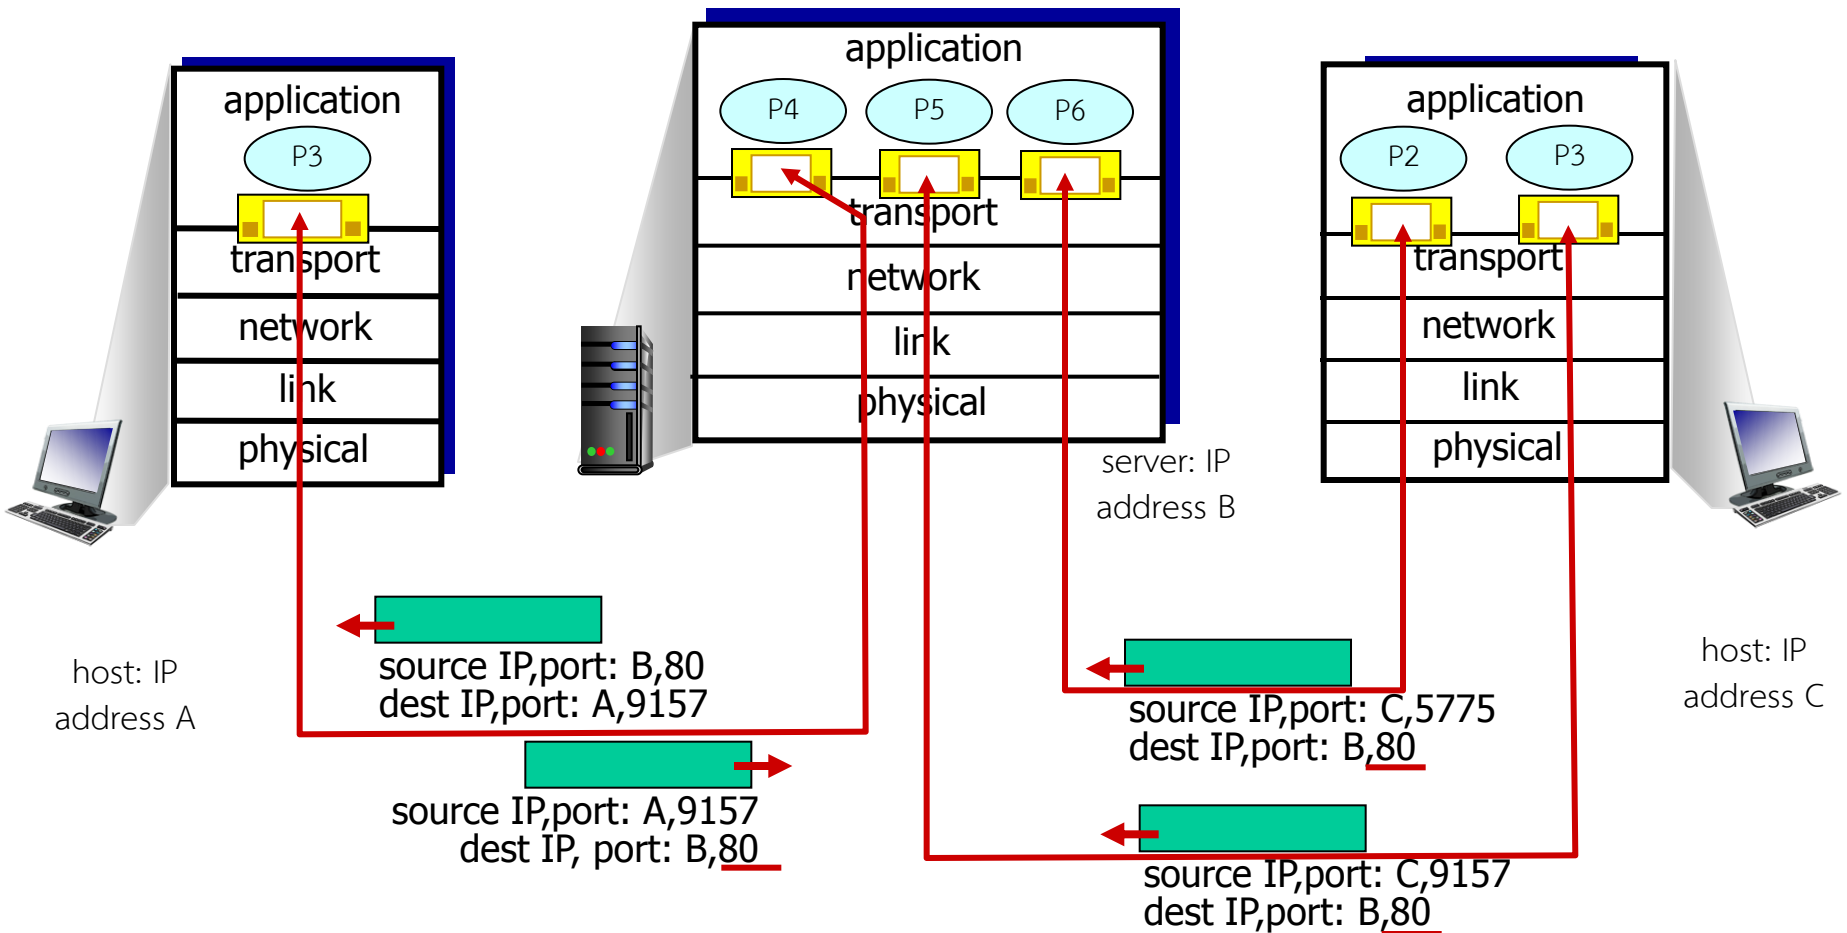 application
P3
transport
network
link
physical
host: IP
address A
application
P4
P5
P6
transport
network
link
physical
server: IP
address B
application
P2
P3
transport
network
link
physical
host: IP
address C
source IP,port: B,80
dest IP,port: A,9157
source IP,port: A,9157
dest IP, port: B,80
source IP,port: C,5775
dest IP,port: B,80
source IP,port: C,9157
dest IP,port: B,80